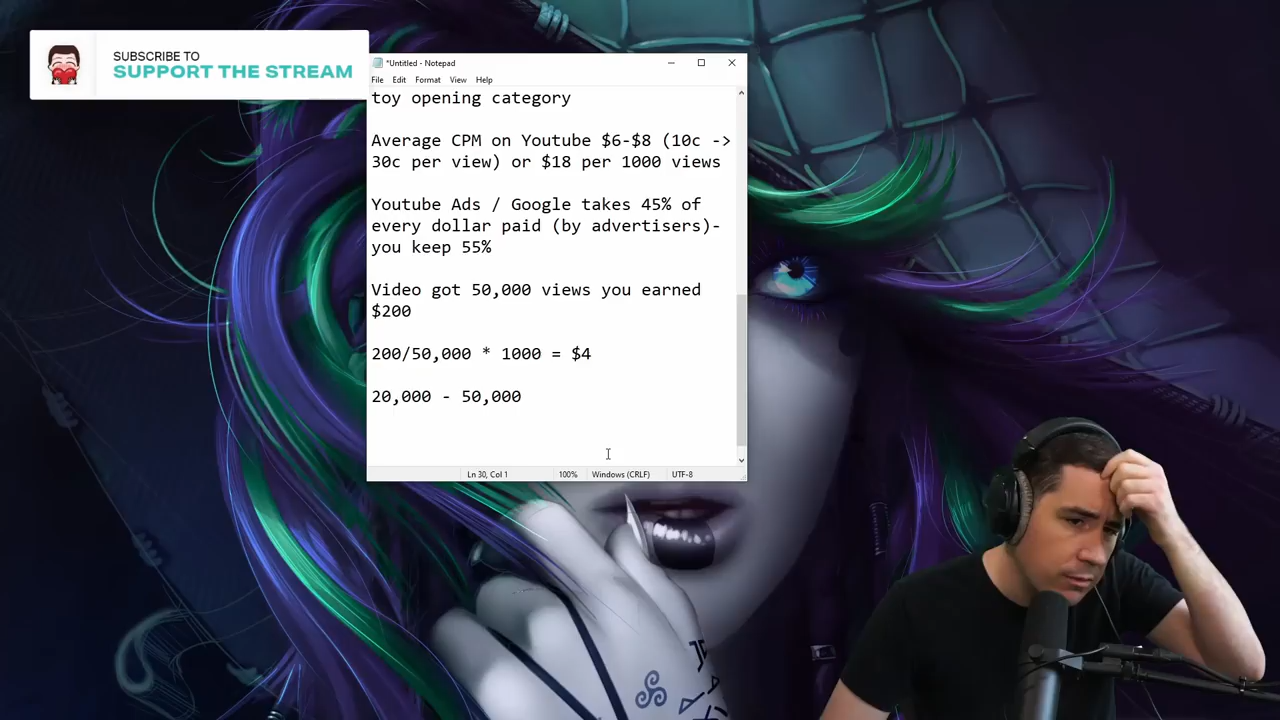 SUBSCRIBE TO
SUPPORT THE STREAM
*Untitled - Notepad
File Edit Format View Help
toy opening category
Average CPM on Youtube $6-$8 (10c ->
30c per view) or $18 per 1000 views
Youtube Ads / Google takes 45% of
every dollar paid (by advertisers)-
you keep 55%
Video got 50,000 views you earned
$200
200/50,000 * 1000 = $4
20,000 - 50,000
Ln 30, Col 1 100% Windows (CRLF) UTF-8